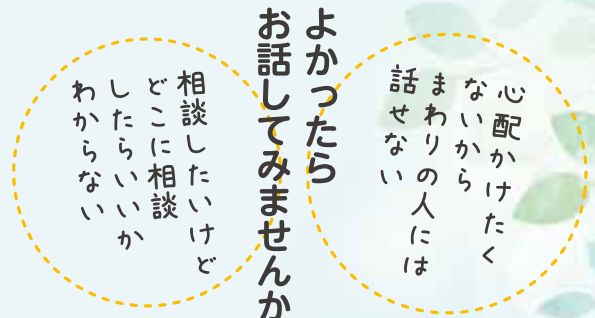 心配かけたく
ないから
まわりの人には
話せない
よかったら
お話してみませんか
相談したいけど
どこに相談
したらいいか
わからない